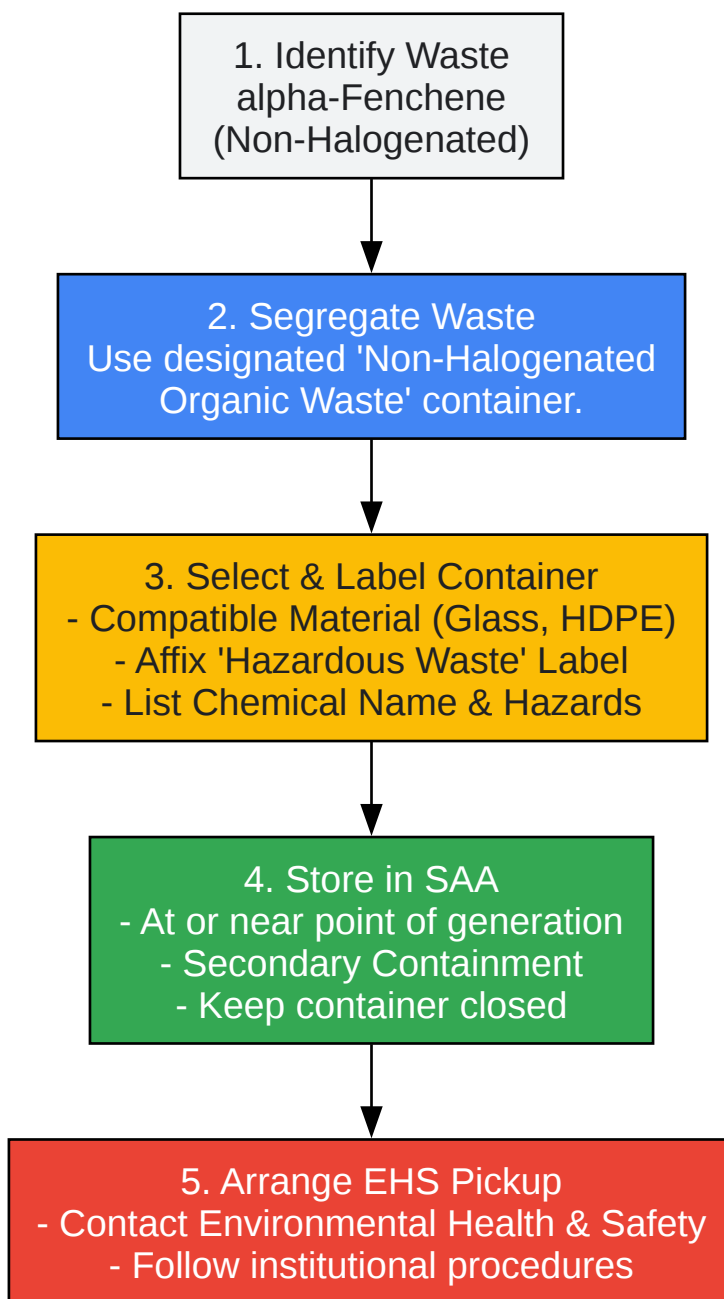 1. Identify Waste
alpha-Fenchene
(Non-Halogenated)
2. Segregate Waste
Use designated 'Non-Halogenated
Organic Waste' container.
3. Select & Label Container
- Compatible Material (Glass, HDPE)
- Affix 'Hazardous Waste' Label
- List Chemical Name & Hazards
4. Store in SAA
- At or near point of generation
- Secondary Containment
- Keep container closed
5. Arrange EHS Pickup
- Contact Environmental Health & Safety
- Follow institutional procedures